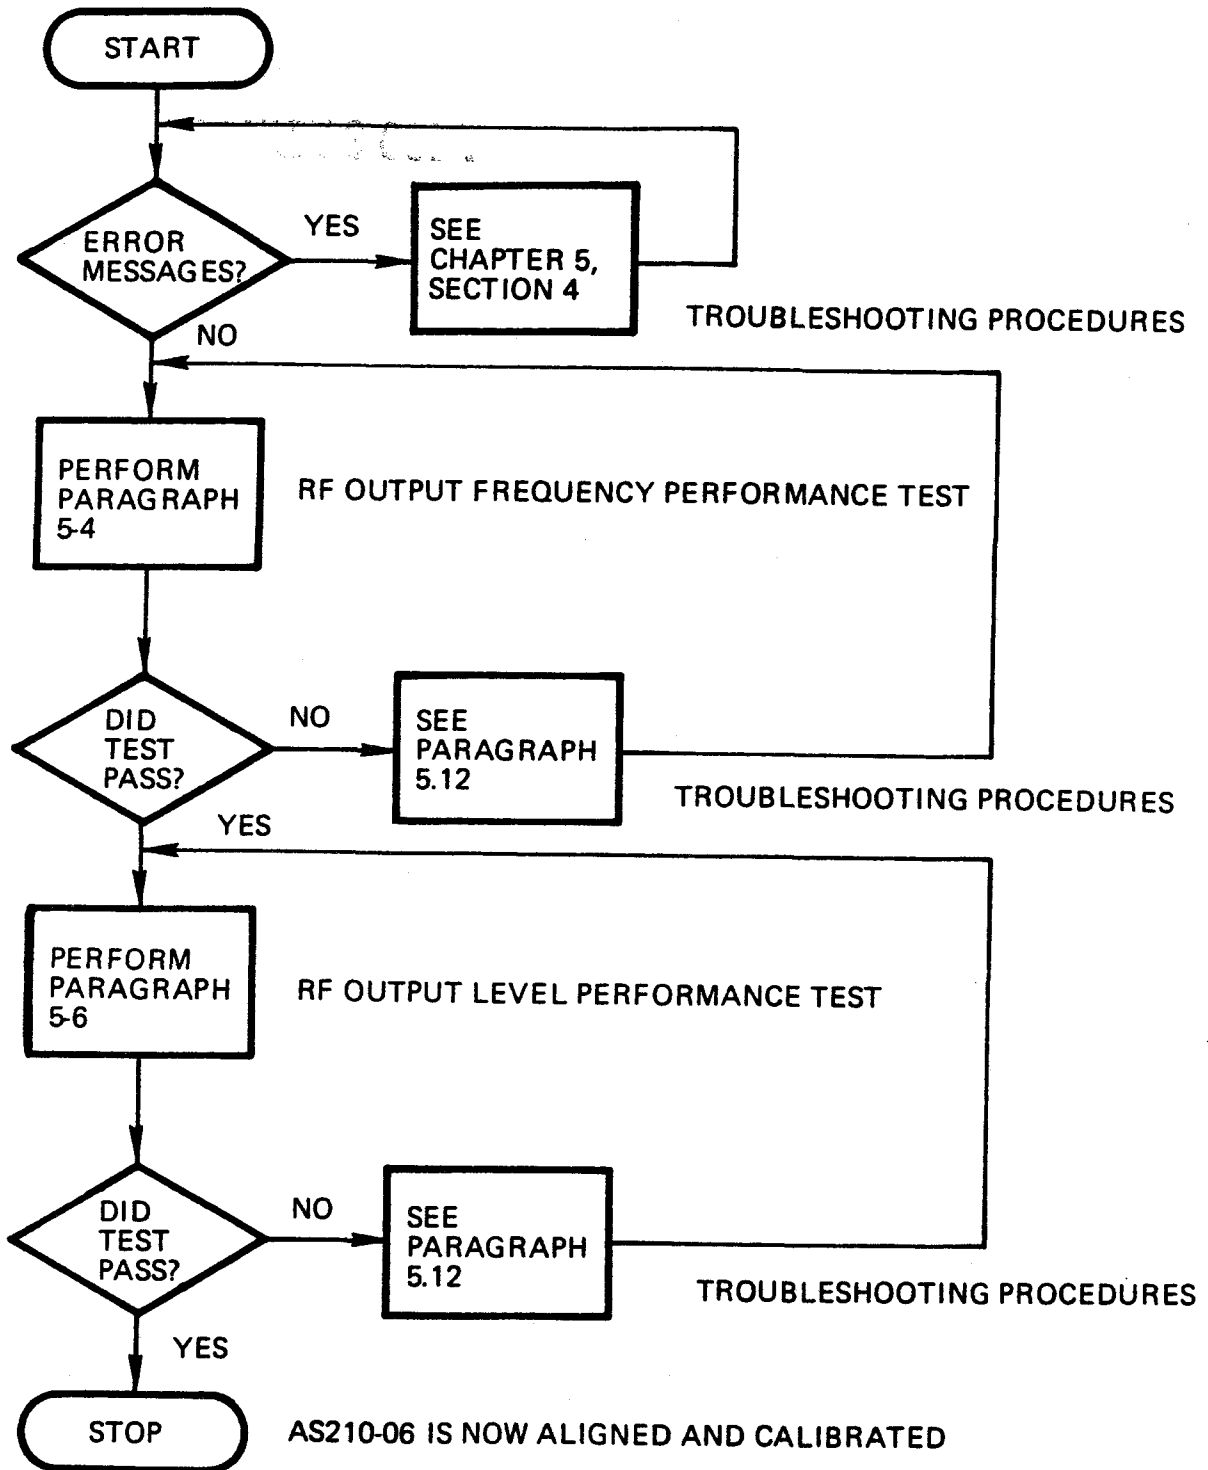 START
ERROR
MESSAGES?
YES
SEE
CHAPTER 5,
SECTION 4
TROUBLESHOOTING PROCEDURES
NO
PERFORM
PARAGRAPH
5-4
RF OUTPUT FREQUENCY PERFORMANCE TEST
DID
TEST
PASS?
NO
SEE
PARAGRAPH
5.12
TROUBLESHOOTING PROCEDURES
YES
PERFORM
PARAGRAPH
5-6
RF OUTPUT LEVEL PERFORMANCE TEST
DID
TEST
PASS?
NO
SEE
PARAGRAPH
5.12
TROUBLESHOOTING PROCEDURES
YES
STOP
AS210-06 IS NOW ALIGNED AND CALIBRATED